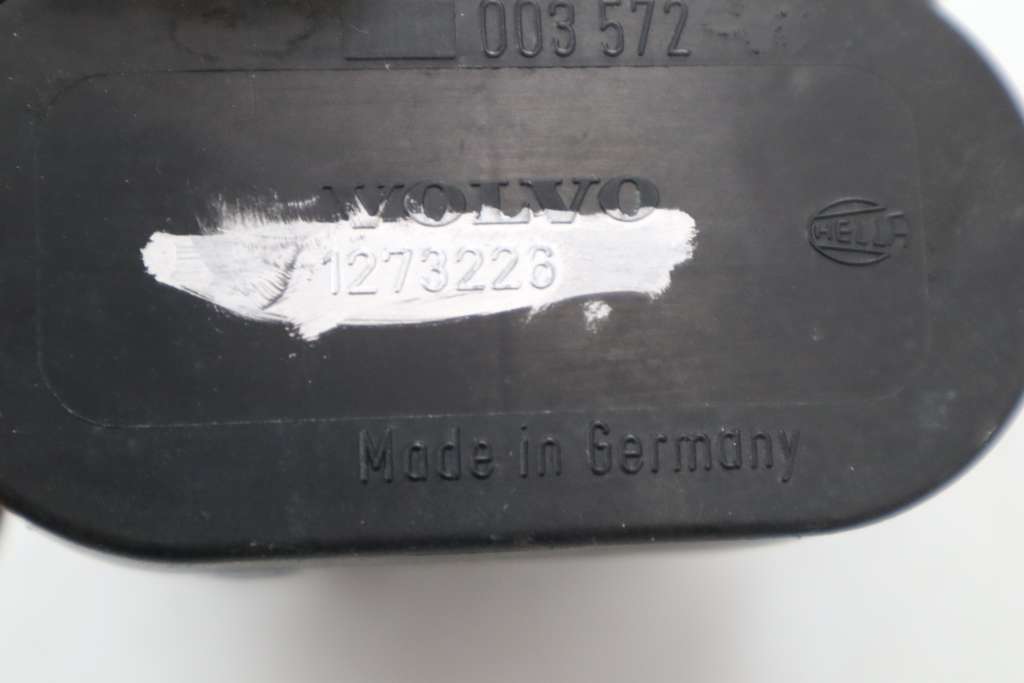 003 572
VOLVO
1273226
HELLA
Made in Germany